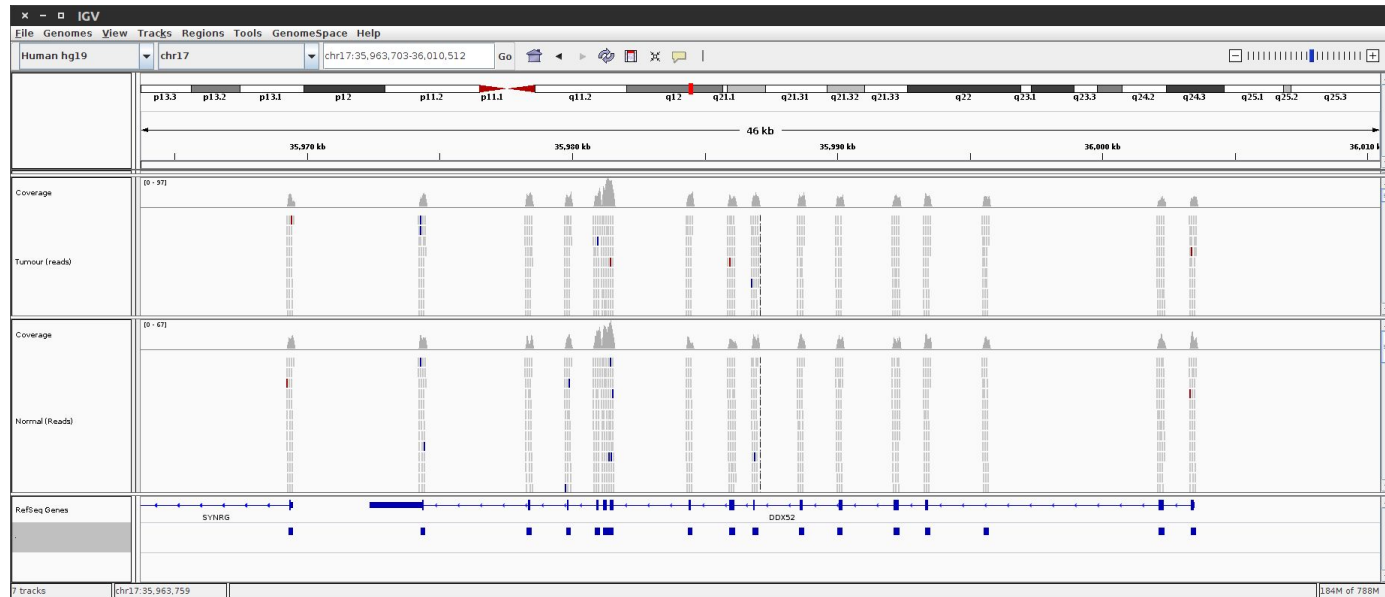 IGV
File Genomes View Tracks Regions Tools GenomeSpace Help
Human hg19 chr17 chr17:35,963,703-36,010,512 Go
p13.3 p13.2 p13.1 p12 p11.2 p11.1 q11.2 q12 q21.1 q21.31 q21.32 q21.33 q22 q23.1 q23.3 q24.2 q24.3 q25.1 q25.2 q25.3
46 kb
35,970 kb 35,980 kb 35,990 kb 36,000 kb 36,010 k
Coverage [0 - 97]
Tumour (reads)
Coverage [0 - 67]
Normal (Reads)
RefSeq Genes
SYNRG DDX52
7 tracks chr17:35,963,759 184M of 788M